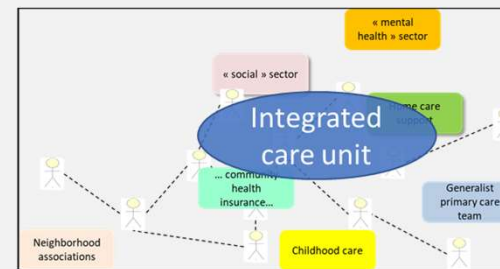 « mental
health » sector
« social » sector
Home care
support
Integrated
care unit
... community
health
insurance...
Generalist
primary care
team
Neighborhood
associations
Childhood care